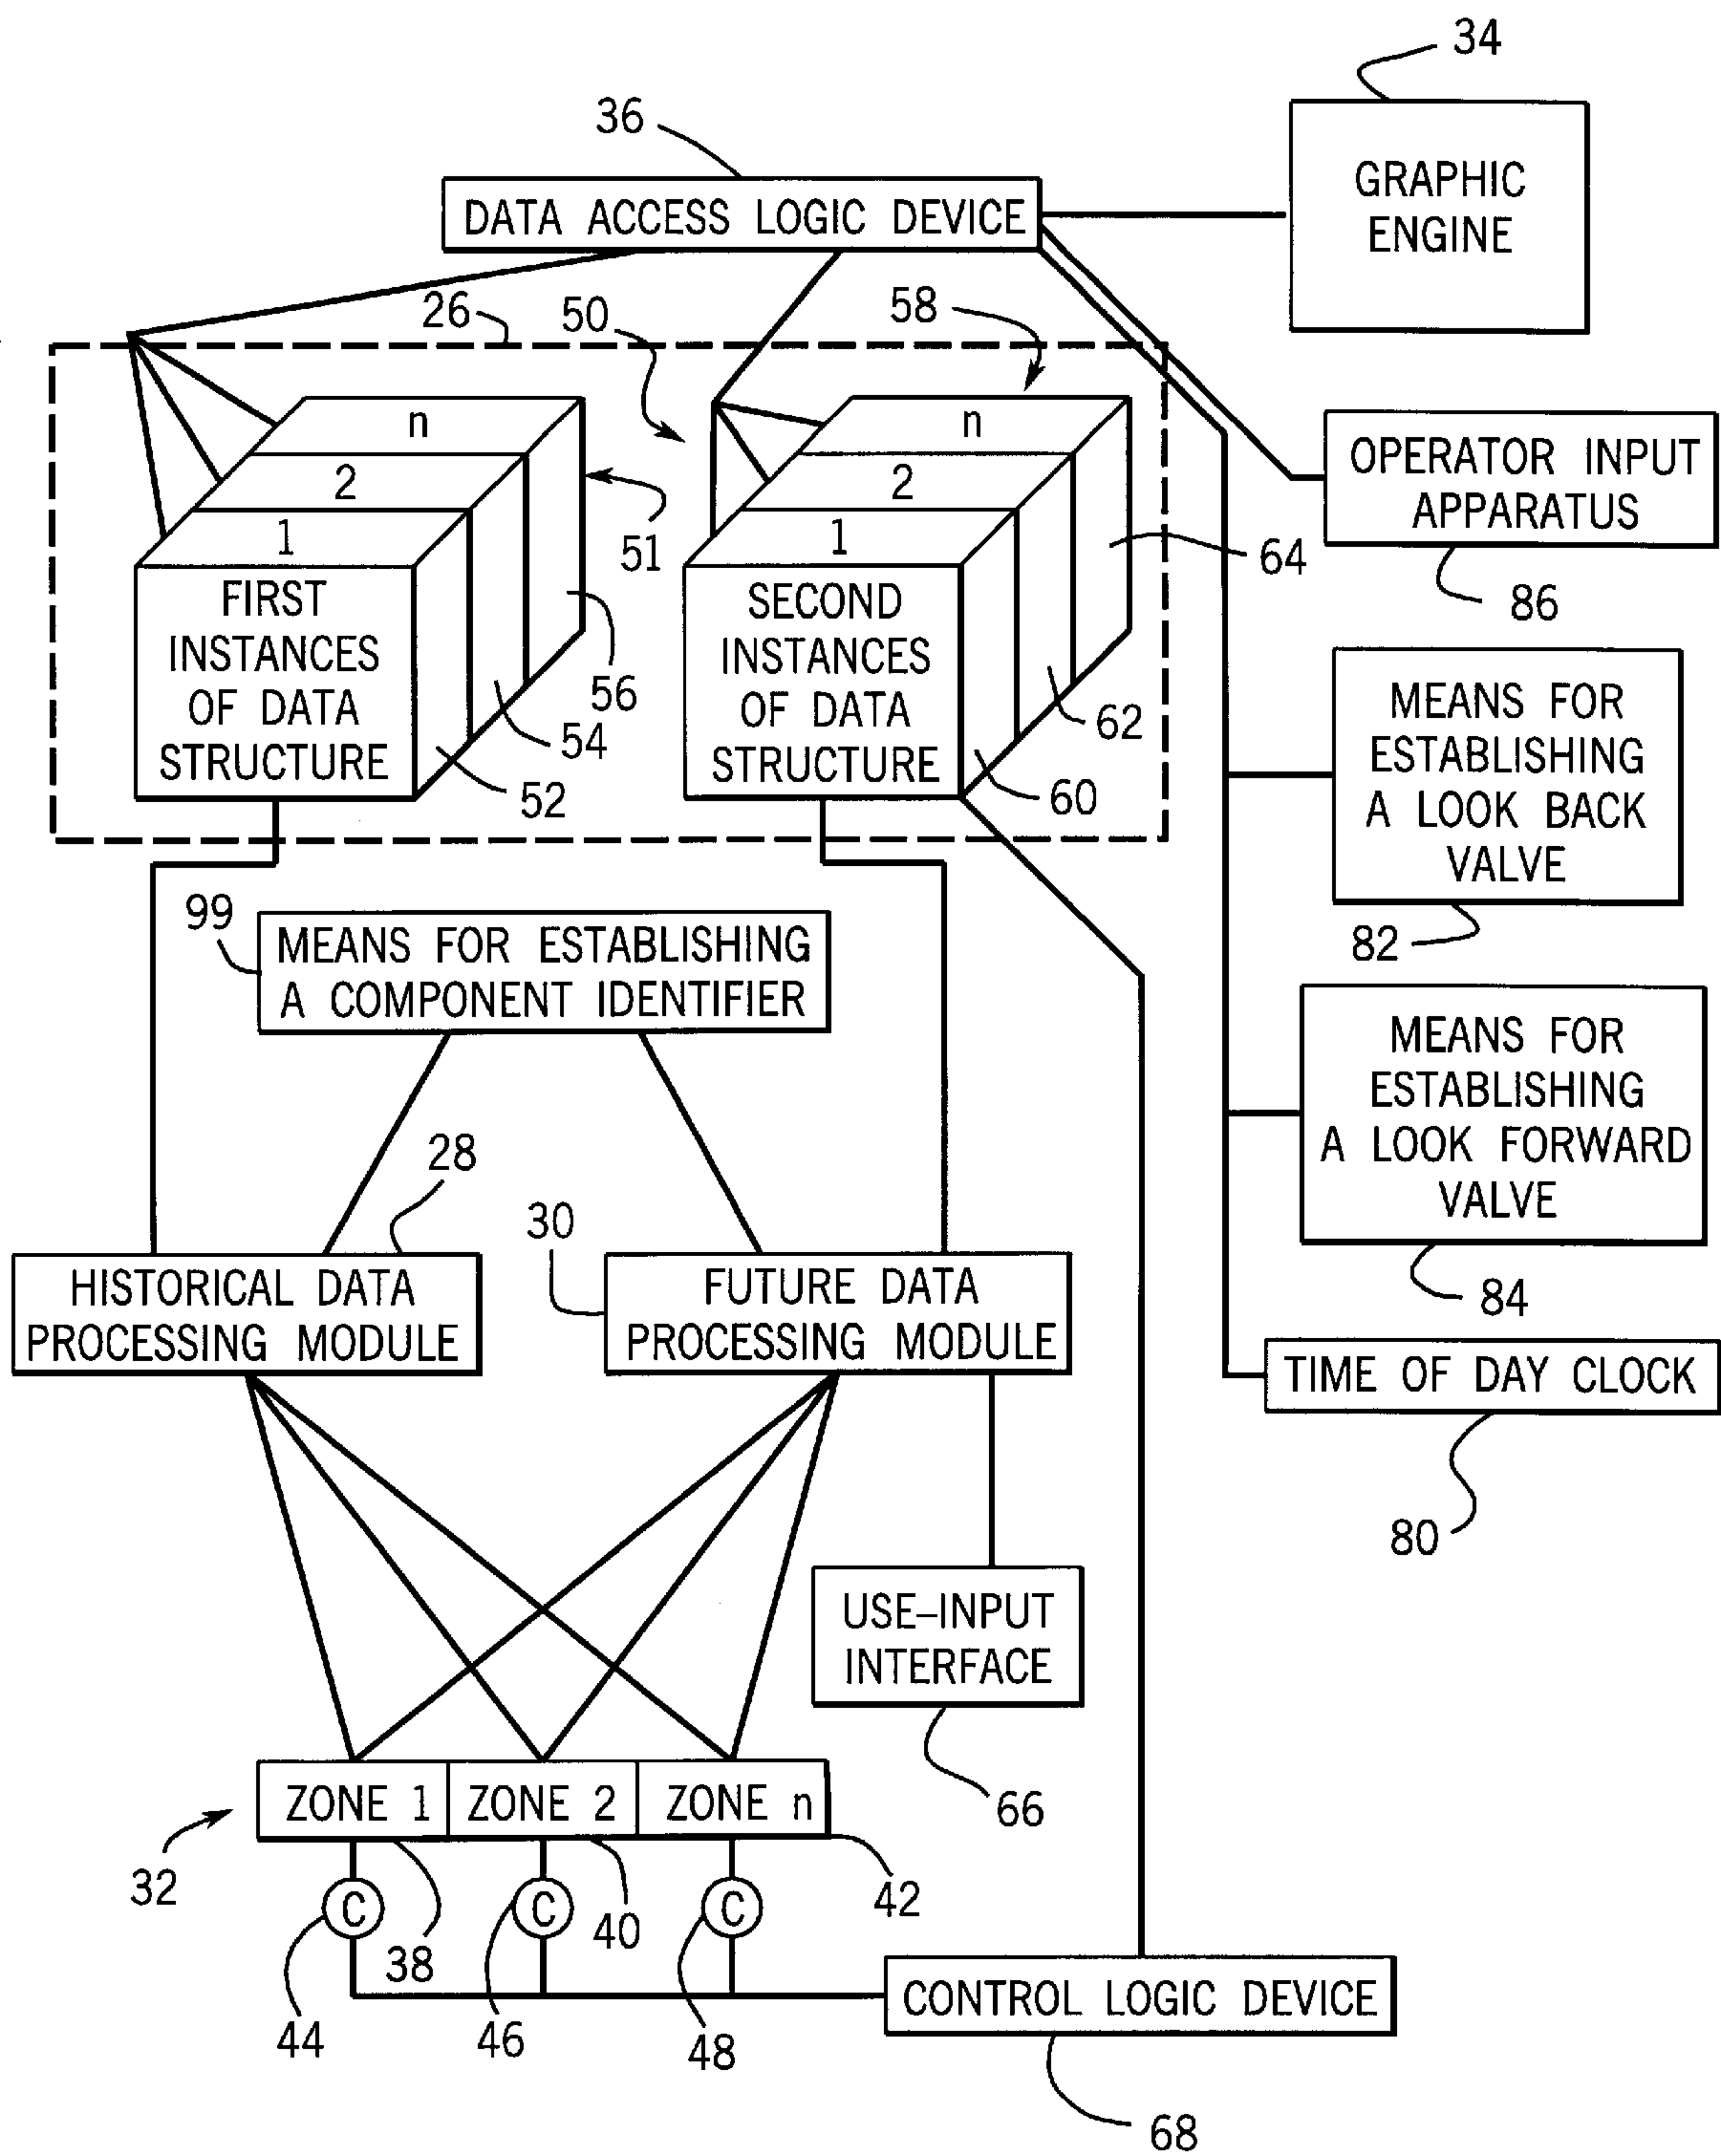 34
36
GRAPHIC
ENGINE
DATA ACCESS LOGIC DEVICE
26
50
58
n
2
1
FIRST
INSTANCES
OF DATA
STRUCTURE
51
56
54
52
n
2
1
SECOND
INSTANCES
OF DATA
STRUCTURE
64
62
60
OPERATOR INPUT
APPARATUS
86
MEANS FOR
ESTABLISHING
A LOOK BACK
VALVE
82
99
MEANS FOR ESTABLISHING
A COMPONENT IDENTIFIER
MEANS FOR
ESTABLISHING
A LOOK FORWARD
VALVE
84
28
30
HISTORICAL DATA
PROCESSING MODULE
FUTURE DATA
PROCESSING MODULE
TIME OF DAY CLOCK
80
USE-INPUT
INTERFACE
66
ZONE 1
ZONE 2
ZONE n
32
C
C
C
42
44
38
46
40
48
CONTROL LOGIC DEVICE
68